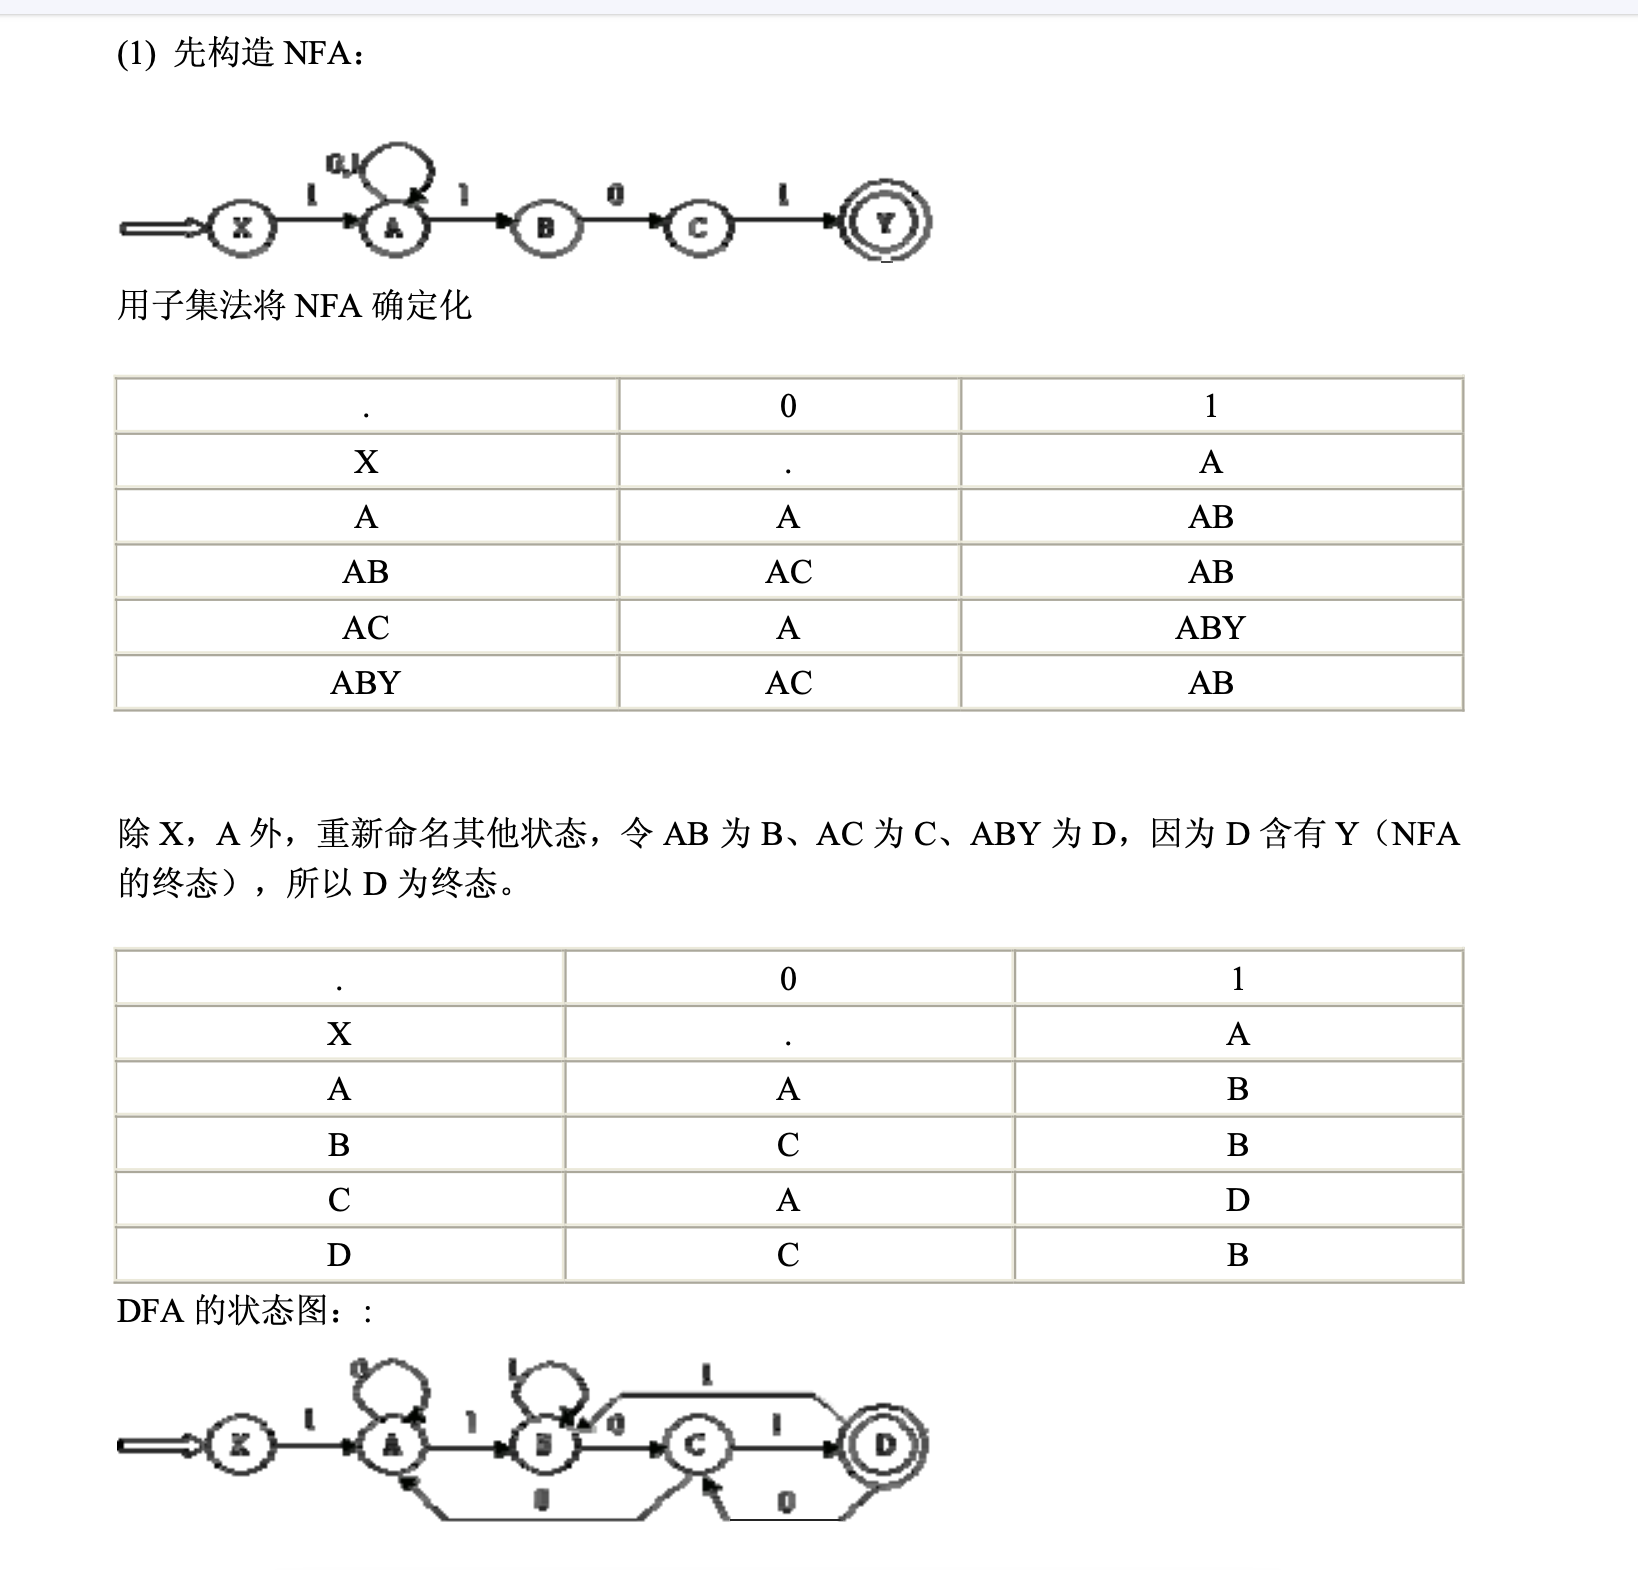 (1) 先构造 NFA：
0,1
1 1 0 1
X A B C Y
用子集法将 NFA 确定化
. 0 1
X . A
A A AB
AB AC AB
AC A ABY
ABY AC AB
除 X，A 外，重新命名其他状态，令 AB 为 B、AC 为 C、ABY 为 D，因为 D 含有 Y（NFA
的终态），所以 D 为终态。
. 0 1
X . A
A A B
B C B
C A D
D C B
DFA 的状态图：:
0 1 1
1 1 0 1
X A B C D
0 0